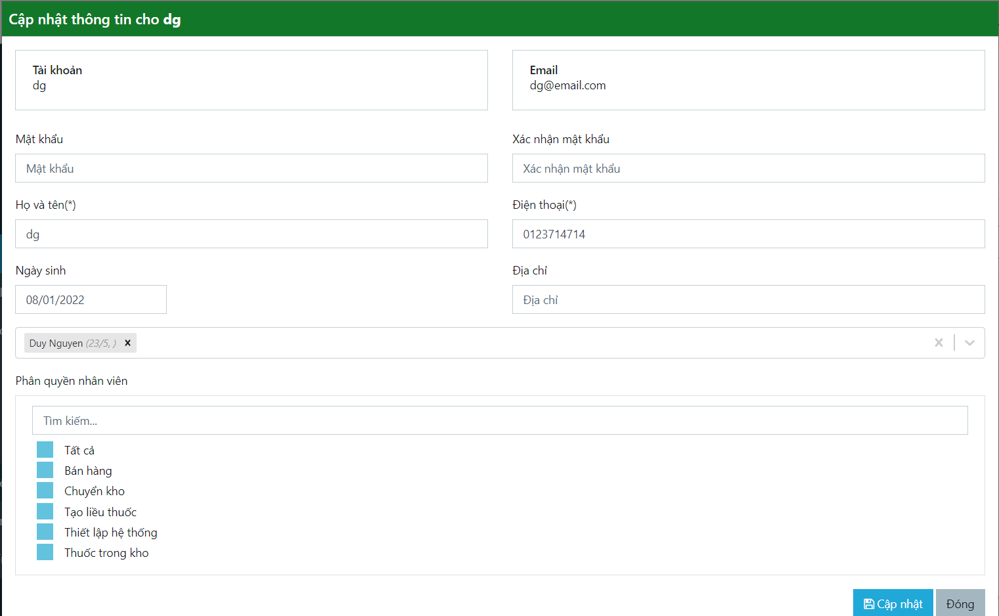 Cập nhật thông tin cho dg
Tài khoản
dg
Email
dg@email.com
Mật khẩu
Xác nhận mật khẩu
Mật khẩu
Xác nhận mật khẩu
Họ và tên(*)
Điện thoại(*)
dg
0123714714
Ngày sinh
Địa chỉ
08/01/2022
Địa chỉ
Duy Nguyen (23/5, )
Phân quyền nhân viên
Tìm kiếm...
Tất cả
Bán hàng
Chuyển kho
Tạo liều thuốc
Thiết lập hệ thống
Thuốc trong kho
Cập nhật
Đóng